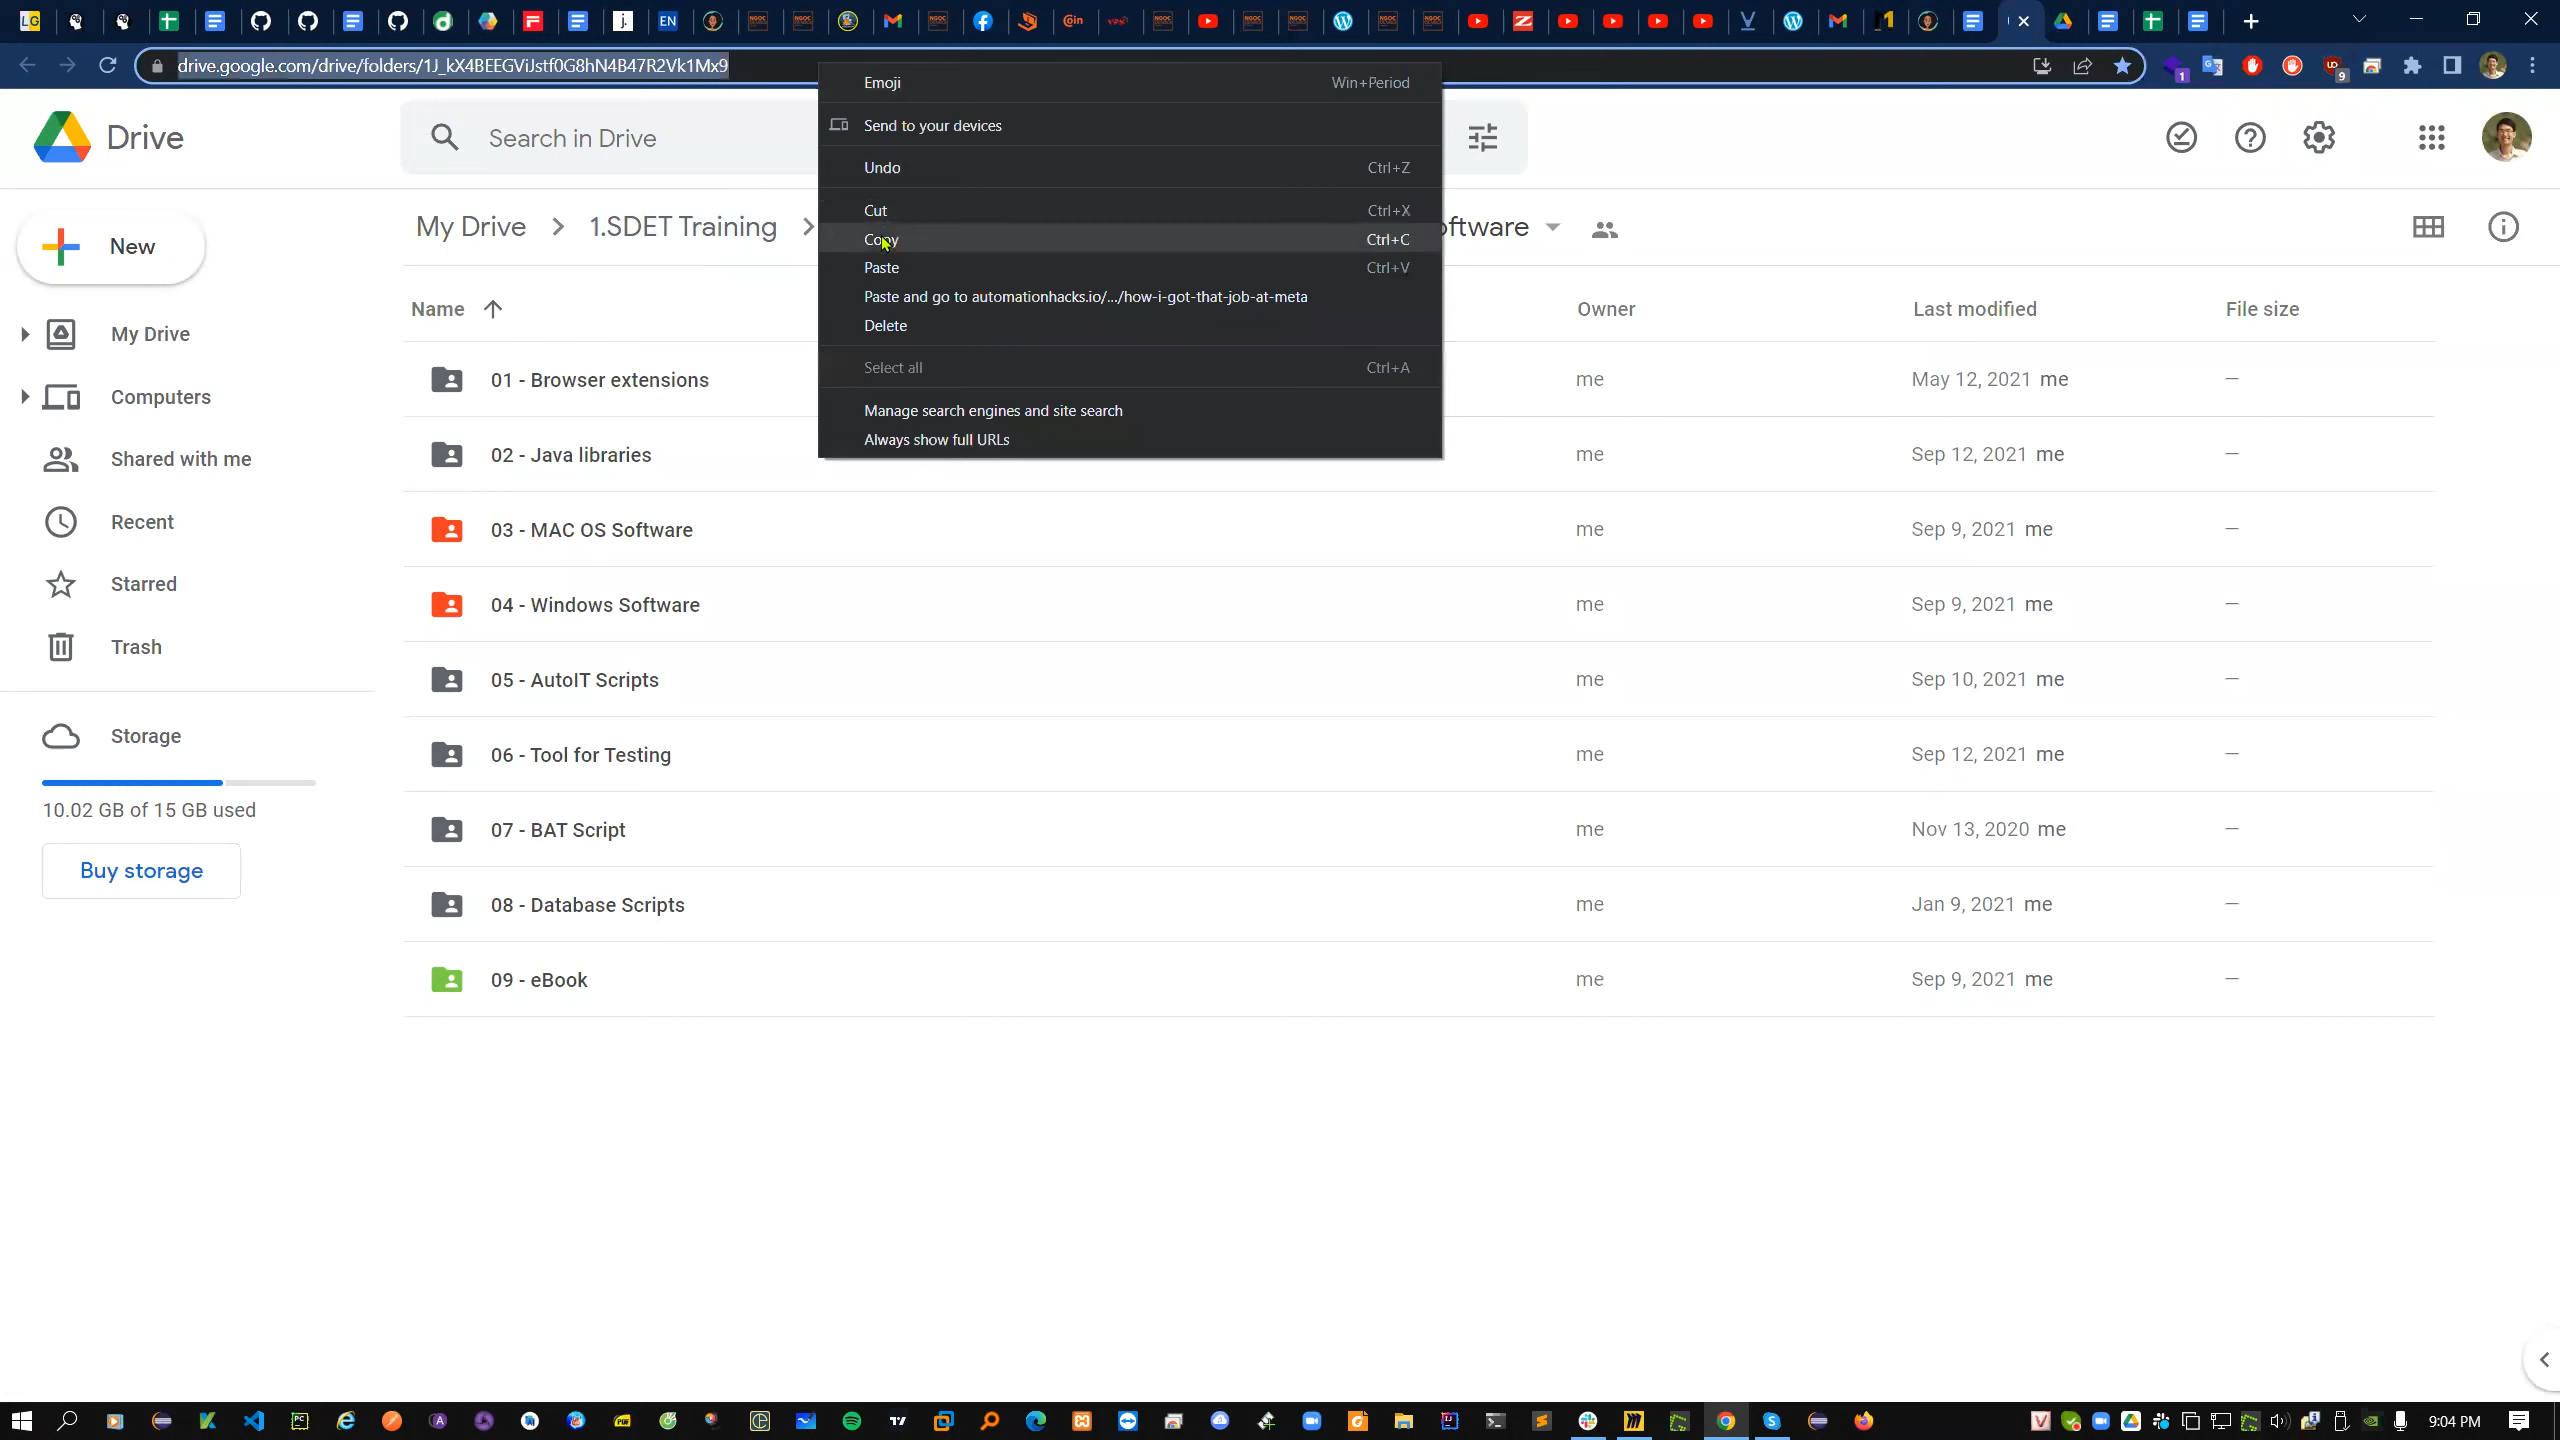 drive.google.com/drive/folders/1J_kX4BEEGViJstf0G8hN4B47R2Vk1Mx9
Drive
Search in Drive
New
My Drive
Computers
Shared with me
Recent
Starred
Trash
Storage
10.02 GB of 15 GB used
Buy storage
My Drive > 1.SDET Training > oftware
Emoji Win+Period
Send to your devices
Undo Ctrl+Z
Cut Ctrl+X
Copy Ctrl+C
Paste Ctrl+V
Paste and go to automationhacks.io/.../how-i-got-that-job-at-meta
Delete
Select all Ctrl+A
Manage search engines and site search
Always show full URLs
Name Owner Last modified File size
01 - Browser extensions me May 12, 2021 me —
02 - Java libraries me Sep 12, 2021 me —
03 - MAC OS Software me Sep 9, 2021 me —
04 - Windows Software me Sep 9, 2021 me —
05 - AutoIT Scripts me Sep 10, 2021 me —
06 - Tool for Testing me Sep 12, 2021 me —
07 - BAT Script me Nov 13, 2020 me —
08 - Database Scripts me Jan 9, 2021 me —
09 - eBook me Sep 9, 2021 me —
9:04 PM